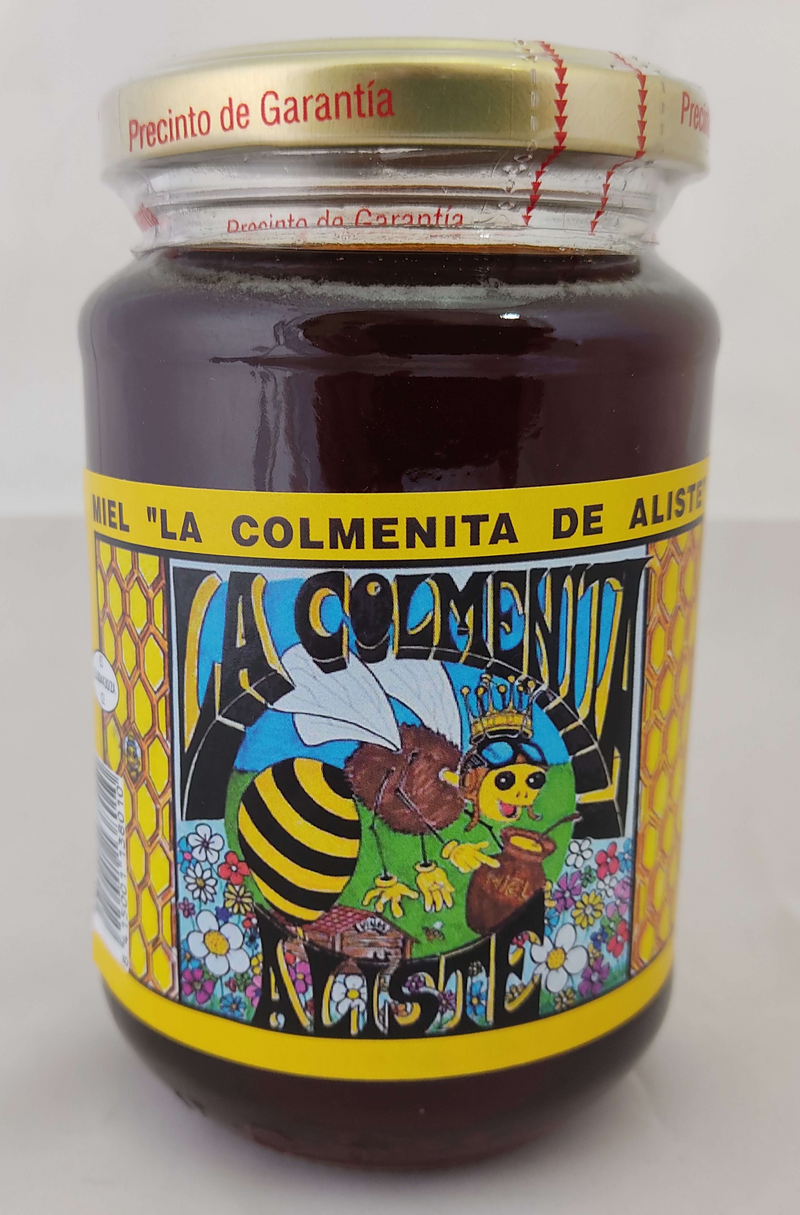 Precinto de Garantía
Precinto de Garantía
MIEL "LA COLMENITA DE ALISTE"
LA COLMENITA
MIEL
ALISTE